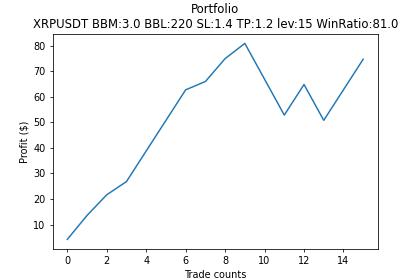 Portfolio
XRPUSDT BBM:3.0 BBL:220 SL:1.4 TP:1.2 lev:15 WinRatio:81.0
80
70
60
50
40
30
20
10
Profit ($)
0 2 4 6 8 10 12 14
Trade counts